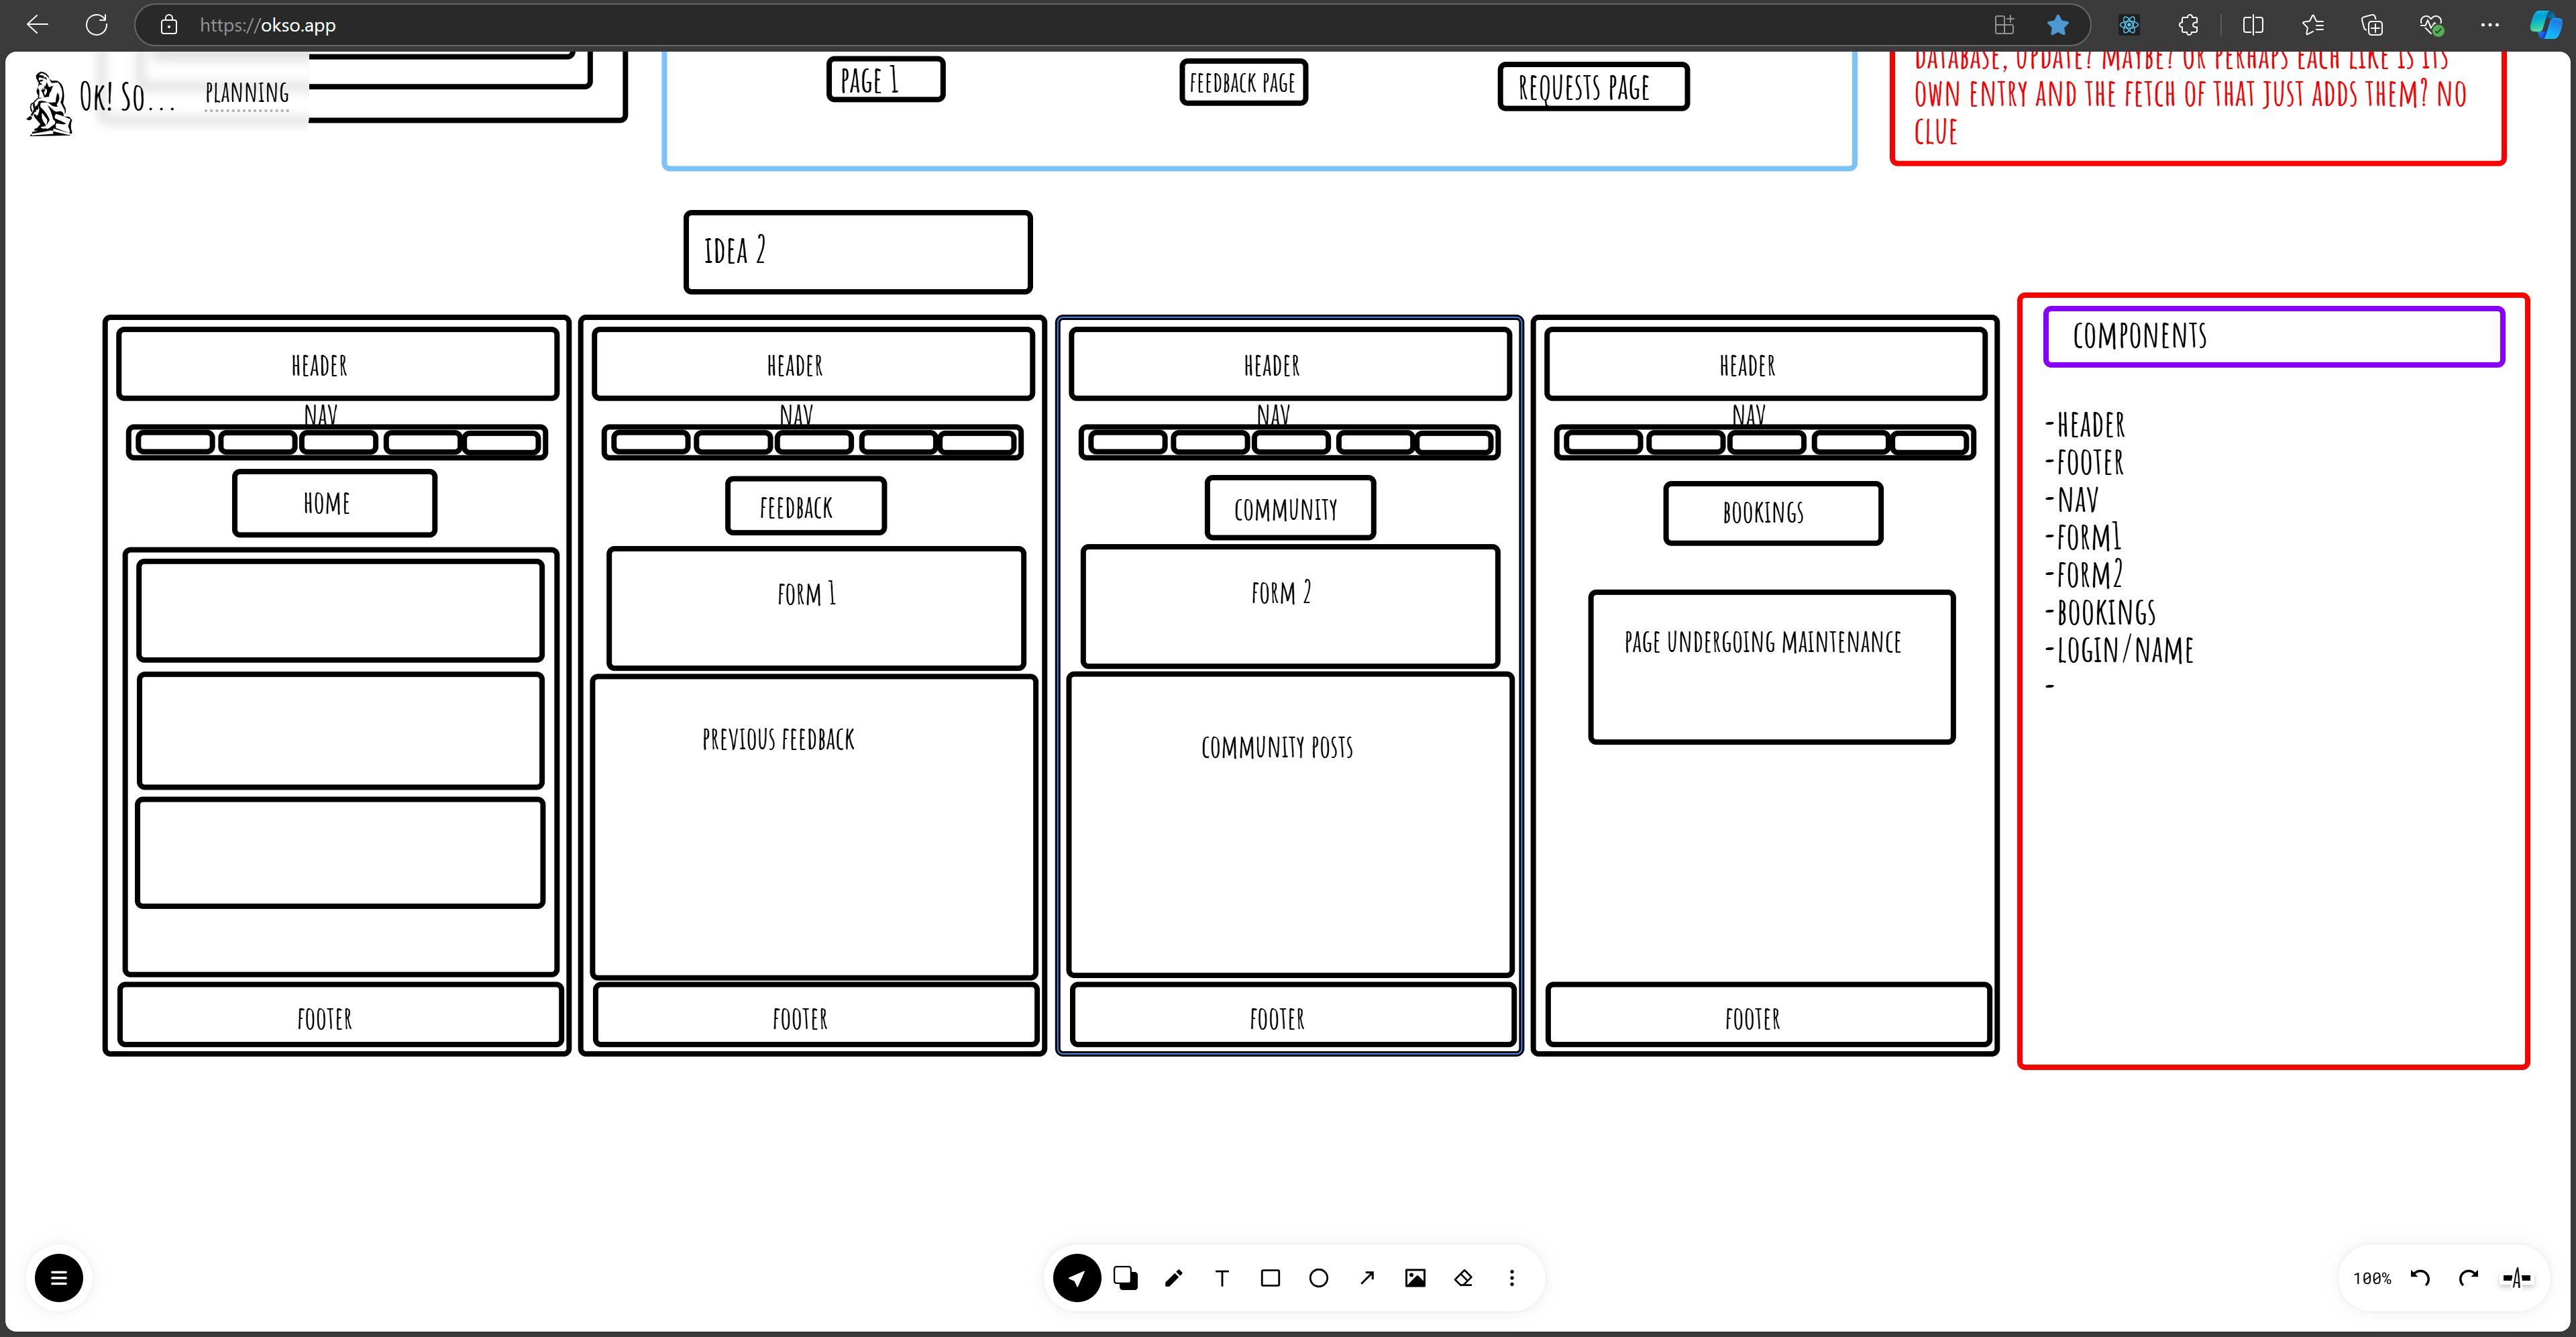 https://okso.app
OK! SO...
PLANNING
PAGE 1
FEEDBACK PAGE
REQUESTS PAGE
DATABASE, UPDATE? MAYBE? OR PERHAPS EACH LIKE IS ITS
OWN ENTRY AND THE FETCH OF THAT JUST ADDS THEM? NO
CLUE
IDEA 2
HEADER
NAV
HOME
FOOTER
HEADER
NAV
FEEDBACK
FORM 1
PREVIOUS FEEDBACK
FOOTER
HEADER
NAV
COMMUNITY
FORM 2
COMMUNITY POSTS
FOOTER
HEADER
NAV
BOOKINGS
PAGE UNDERGOING MAINTENANCE
FOOTER
COMPONENTS
-HEADER
-FOOTER
-NAV
-FORM1
-FORM2
-BOOKINGS
-LOGIN/NAME
-
100%
-A-